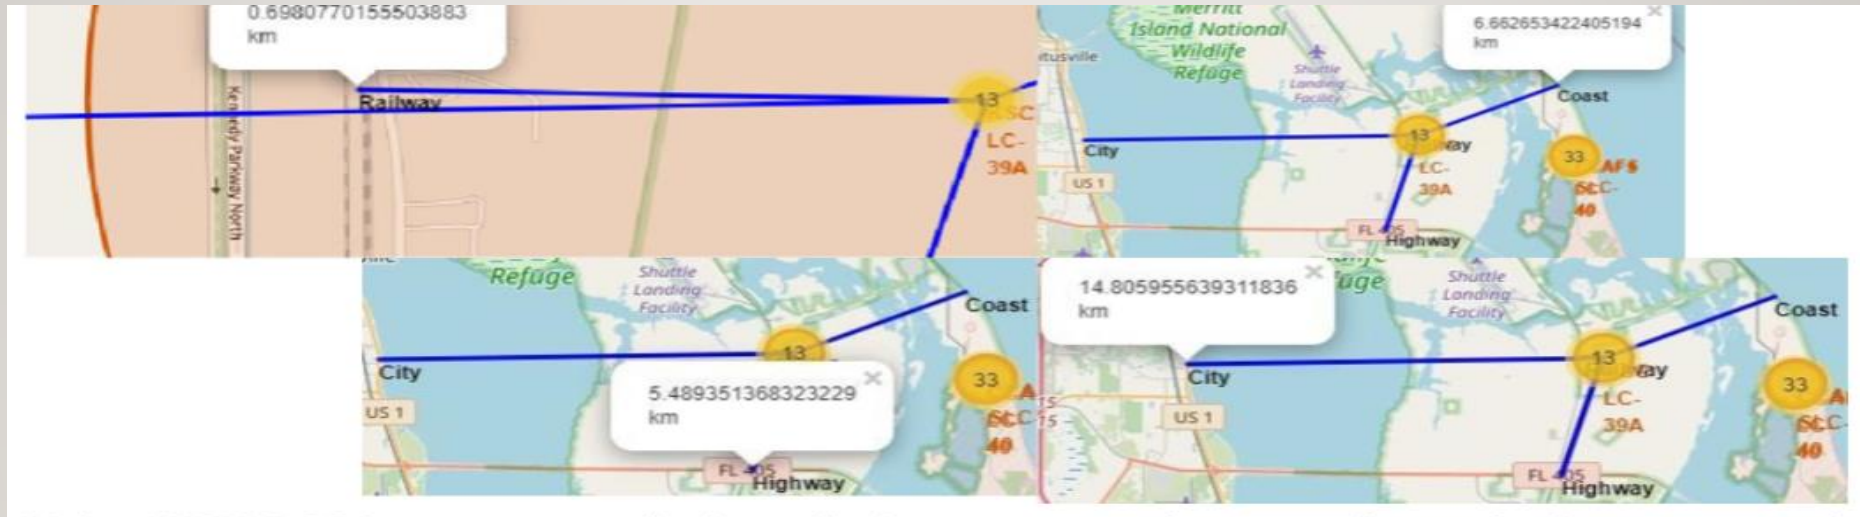 0.6980770155503883
km
Railway
Kennedy Parkway North
13
LC-
39A
Merritt
Island National
Wildlife
Refuge
Shuttle
Landing
Facility
6.662653422405194
km
Coast
City
13
LC-
39A
33
AFS
40
US 1
FL 405
Highway
Refuge
Shuttle
Landing
Facility
Coast
City
13
33
5.489351368323229
km
40
US 1
FL 405
Highway
14.805955639311836
km
Shuttle
Landing
Facility
Coast
City
13
LC-
39A
33
40
US 1
FL 405
Highway